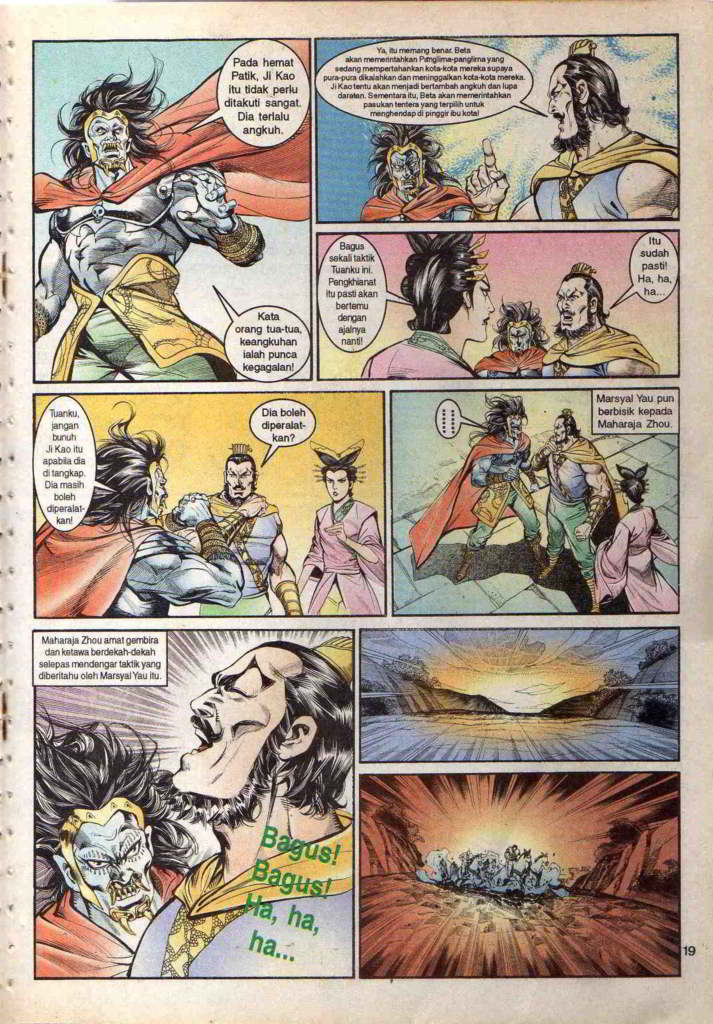 Pada hemat
Patik, Ji Kao
itu tidak perlu
ditakuti sangat.
Dia terlalu
angkuh.
Kata
orang tua-tua,
keangkuhan
ialah punca
kegagalan!
Ya, itu memang benar. Beta
akan memerintahkan Panglima-panglima yang
sedang mempertahankan kota-kota mereka supaya
pura-pura dikalahkan dan meninggalkan kota-kota mereka.
Ji Kao tentu akan menjadi bertambah angkuh dan lupa
daratan. Sementara itu, Beta akan memerintahkan
pasukan tentera yang terpilih untuk
menghendap di pinggir kota!
Bagus
sekali taktik
Tuanku ini.
Pengkhianat
itu pasti akan
bertemu
dengan
ajalnya
nanti!
Itu
sudah
pasti!
Ha, ha,
ha...
Tuanku,
jangan
bunuh
Ji Kao itu
apabila dia
di tangkap.
Dia masih
boleh
diperalat-
kan!
Dia boleh
diperalat-
kan?
Marsyal Yau pun
berbisik kepada
Maharaja Zhou.
Maharaja Zhou amat gembira
dan ketawa berdekah-dekah
selepas mendengar taktik yang
diberitahu oleh Marsyal Yau itu.
Bagus!
Bagus!
Ha, ha,
ha...
19